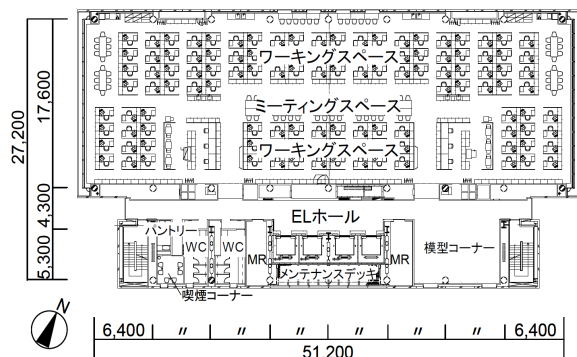 ワーキングスペース
ミーティングスペース
ワーキングスペース
ELホール
パントリー
WC
WC
MR
MR
模型コーナー
メンテナンスデッキ
喫煙コーナー
27,200
17,600
4,300
5,300
N
6,400 〃 〃 〃 〃 〃 〃 6,400
51,200